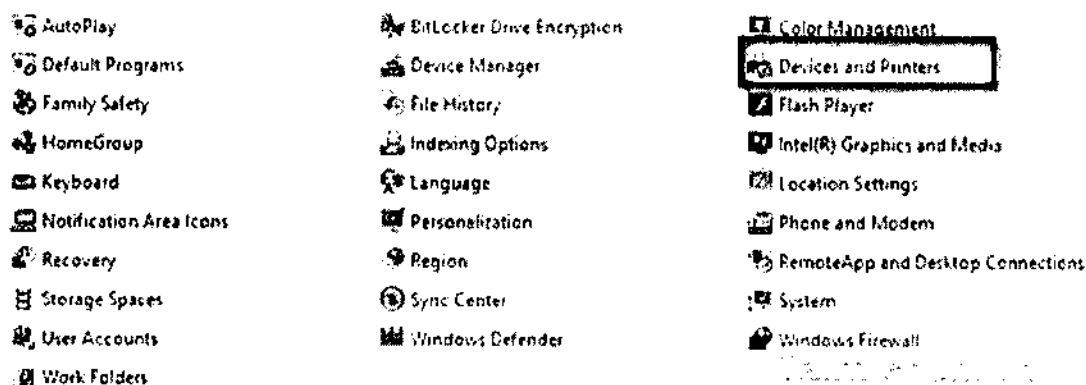 AutoPlay
BitLocker Drive Encryption
Color Management
Default Programs
Device Manager
Devices and Printers
Family Safety
File History
Flash Player
HomeGroup
Indexing Options
Intel(R) Graphics and Media
Keyboard
Language
Location Settings
Notification Area Icons
Personalization
Phone and Modem
Recovery
Region
RemoteApp and Desktop Connections
Storage Spaces
Sync Center
System
User Accounts
Windows Defender
Windows Firewall
Work Folders